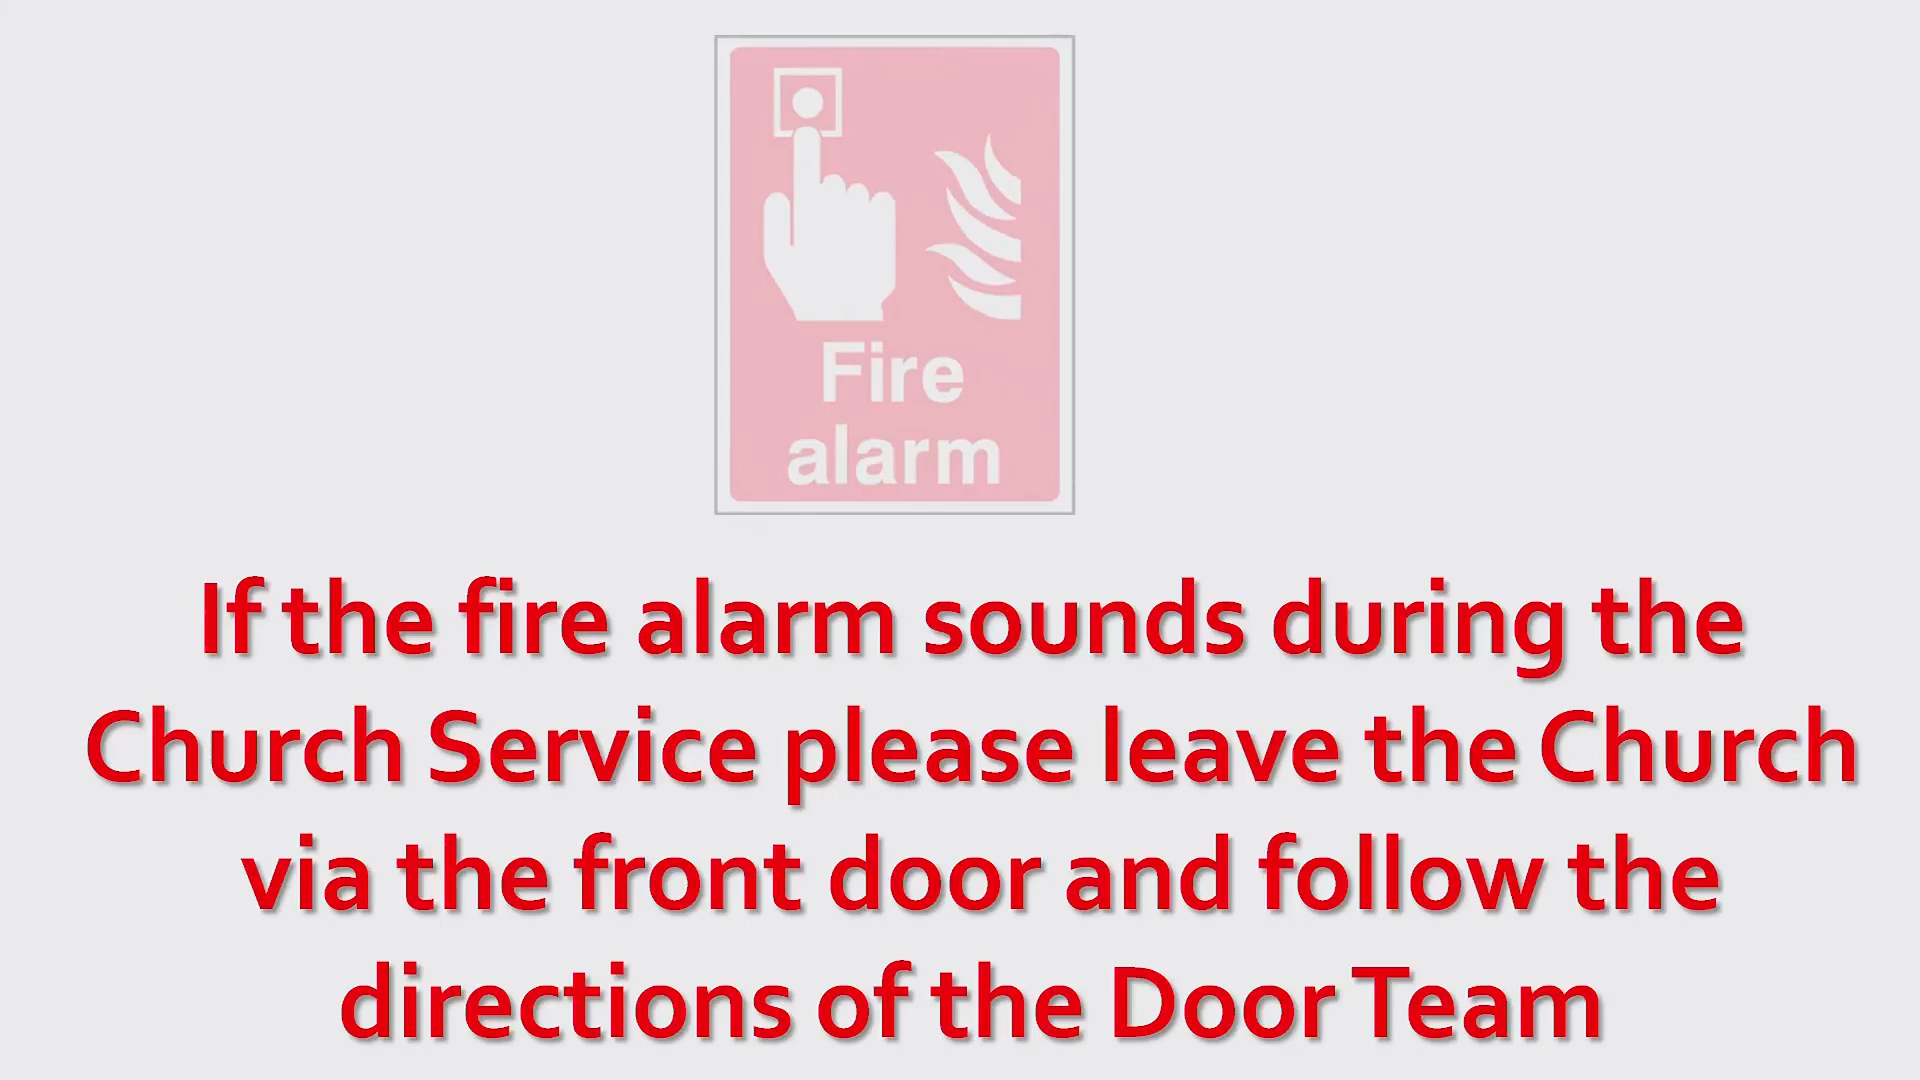 Fire
alarm
If the fire alarm sounds during the
Church Service please leave the Church
via the front door and follow the
directions of the Door Team